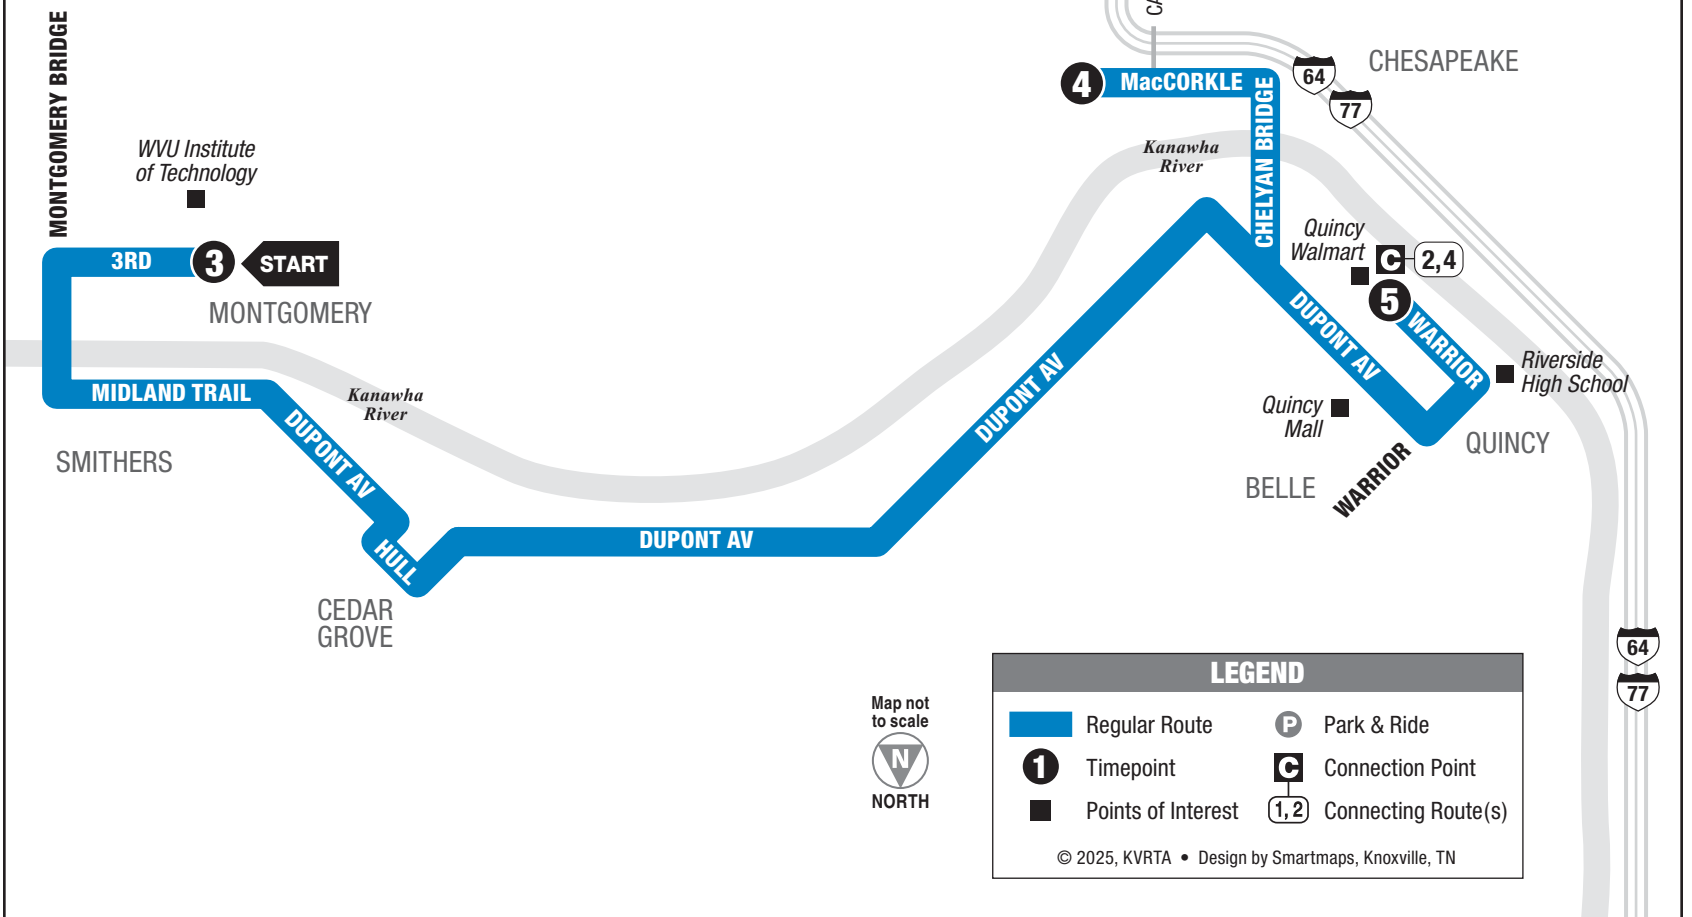 MONTGOMERY BRIDGE
WVU Institute
of Technology
3RD
3
START
MONTGOMERY
MIDLAND TRAIL
Kanawha
River
SMITHERS
DUPONT AV
HULL
CEDAR
GROVE
DUPONT AV
DUPONT AV
CA
4
MacCORKLE
CHELYAN BRIDGE
Kanawha
River
64
77
CHESAPEAKE
Quincy
Walmart
C
2,4
5
WARRIOR
DUPONT AV
Riverside
High School
Quincy
Mall
QUINCY
BELLE
WARRIOR
64
77
Map not
to scale
N
NORTH
LEGEND
Regular Route
P Park & Ride
1 Timepoint
C Connection Point
Points of Interest
1,2 Connecting Route(s)
© 2025, KVRTA • Design by Smartmaps, Knoxville, TN